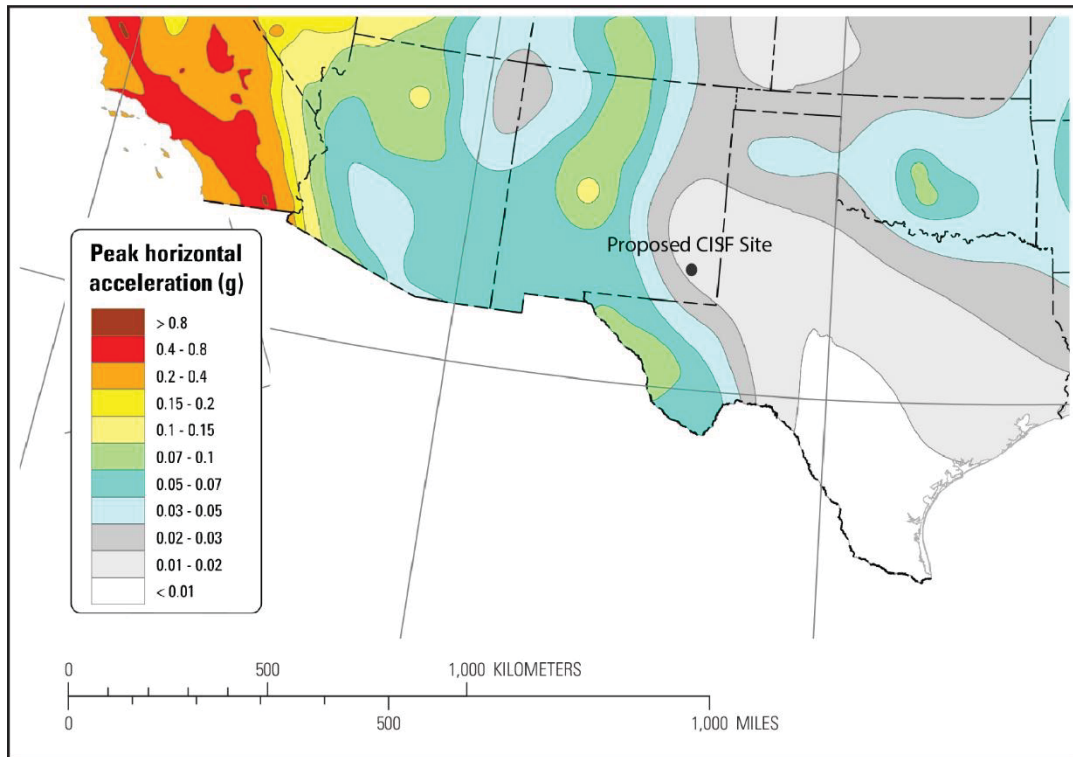 Proposed CISF Site
Peak horizontal
acceleration (g)
> 0.8
0.4 - 0.8
0.2 - 0.4
0.15 - 0.2
0.1 - 0.15
0.07 - 0.1
0.05 - 0.07
0.03 - 0.05
0.02 - 0.03
0.01 - 0.02
< 0.01
0 500 1,000 KILOMETERS
0 500 1,000 MILES